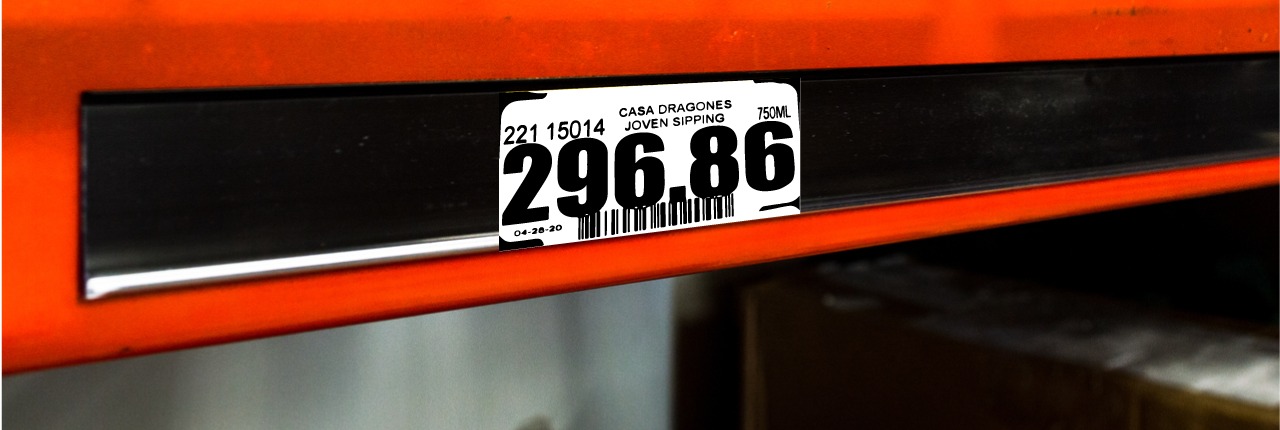 CASA DRAGONES
JOVEN SIPPING
750ML
221 15014
296.86
04-28-20